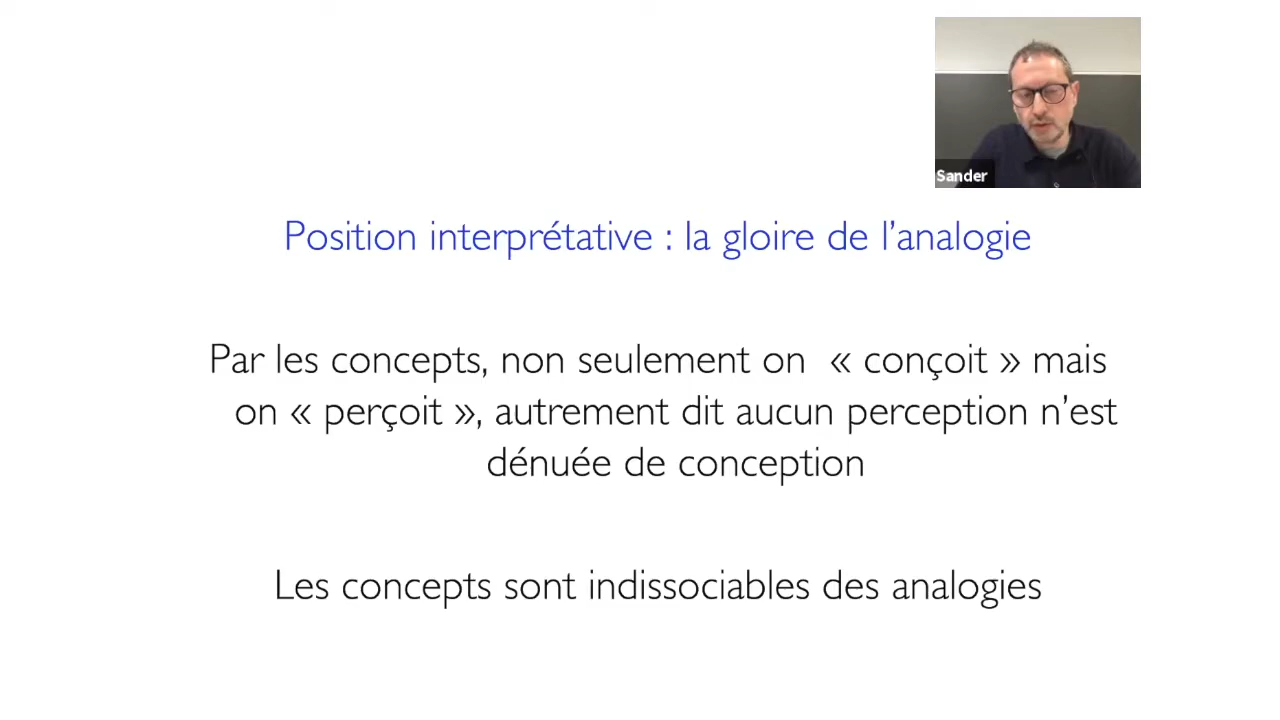 Sander
Position interprétative : la gloire de l’analogie
Par les concepts, non seulement on « conçoit » mais
on « perçoit », autrement dit aucun perception n’est
dénuée de conception
Les concepts sont indissociables des analogies